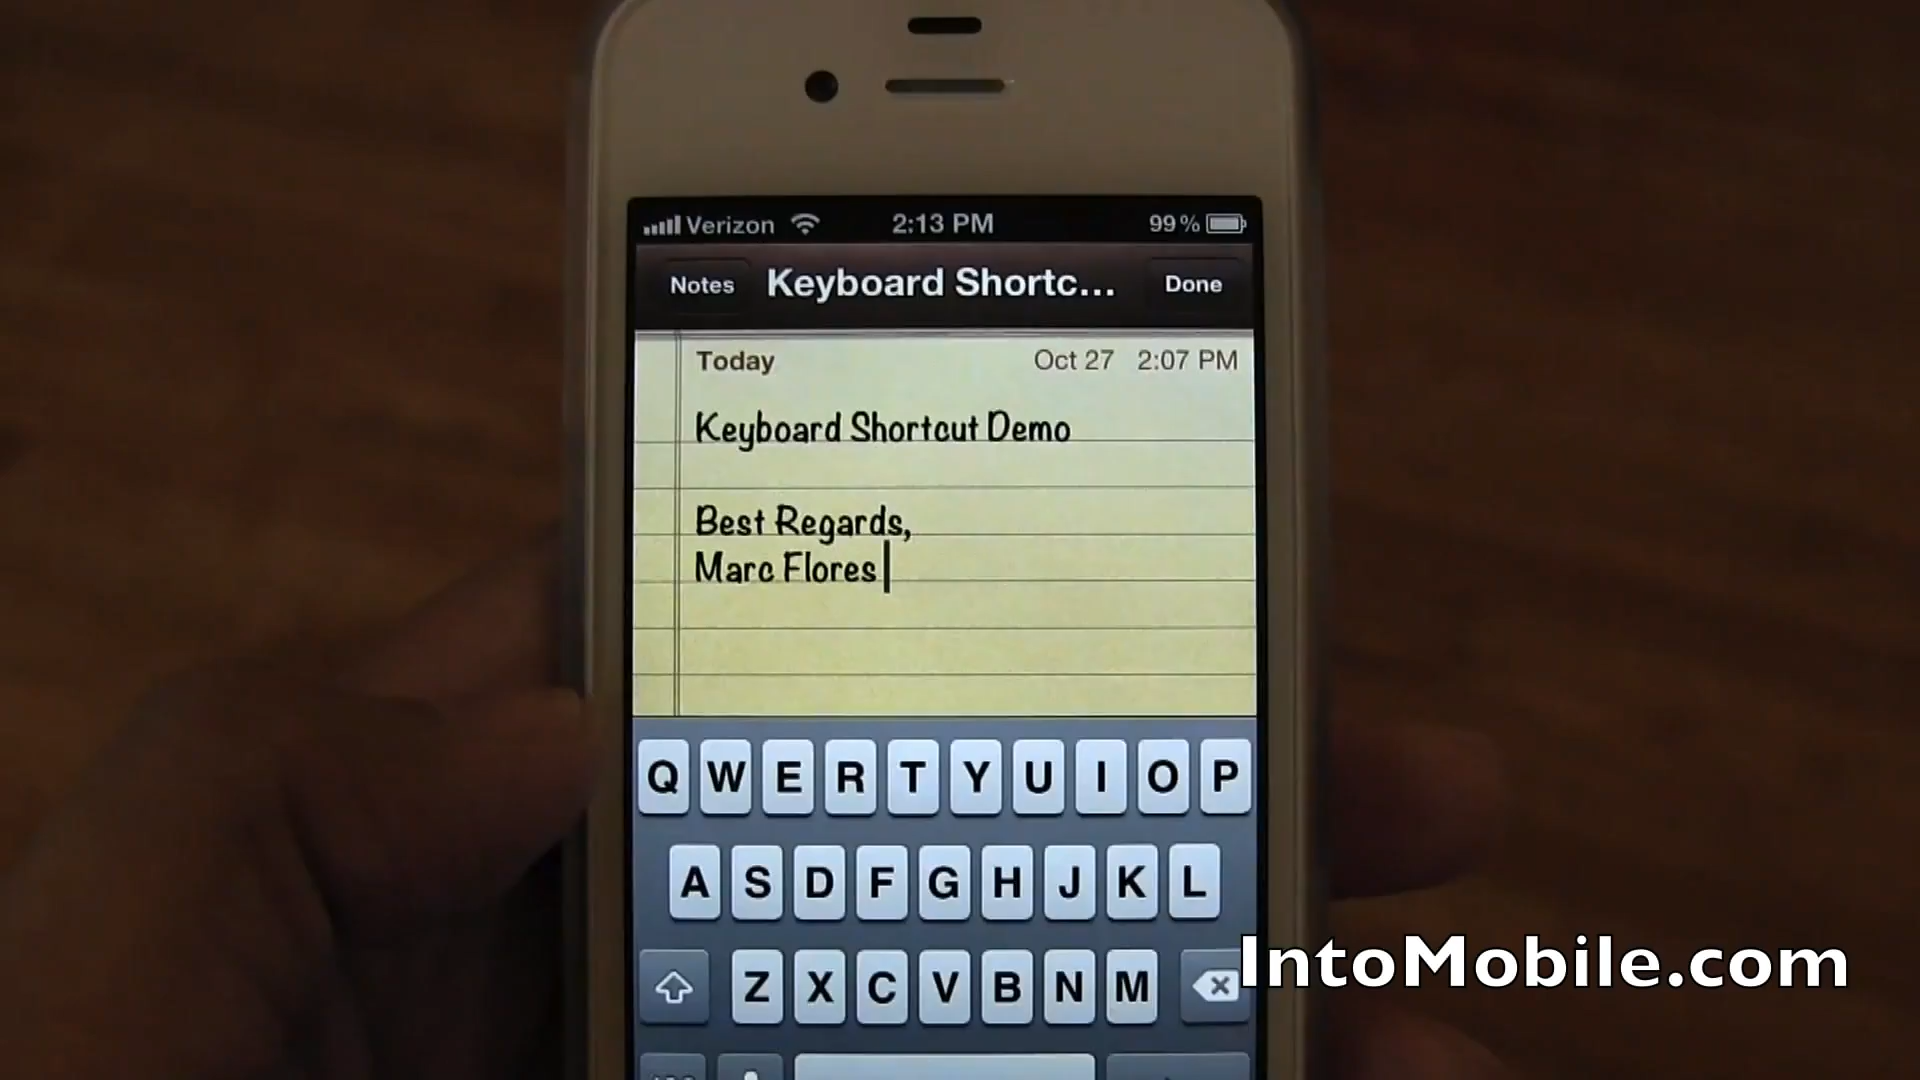 Verizon 2:13 PM 99%
Notes Keyboard Shortc... Done
Today Oct 27 2:07 PM
Keyboard Shortcut Demo
Best Regards,
Marc Flores
Q W E R T Y U I O P
A S D F G H J K L
Z X C V B N M
IntoMobile.com